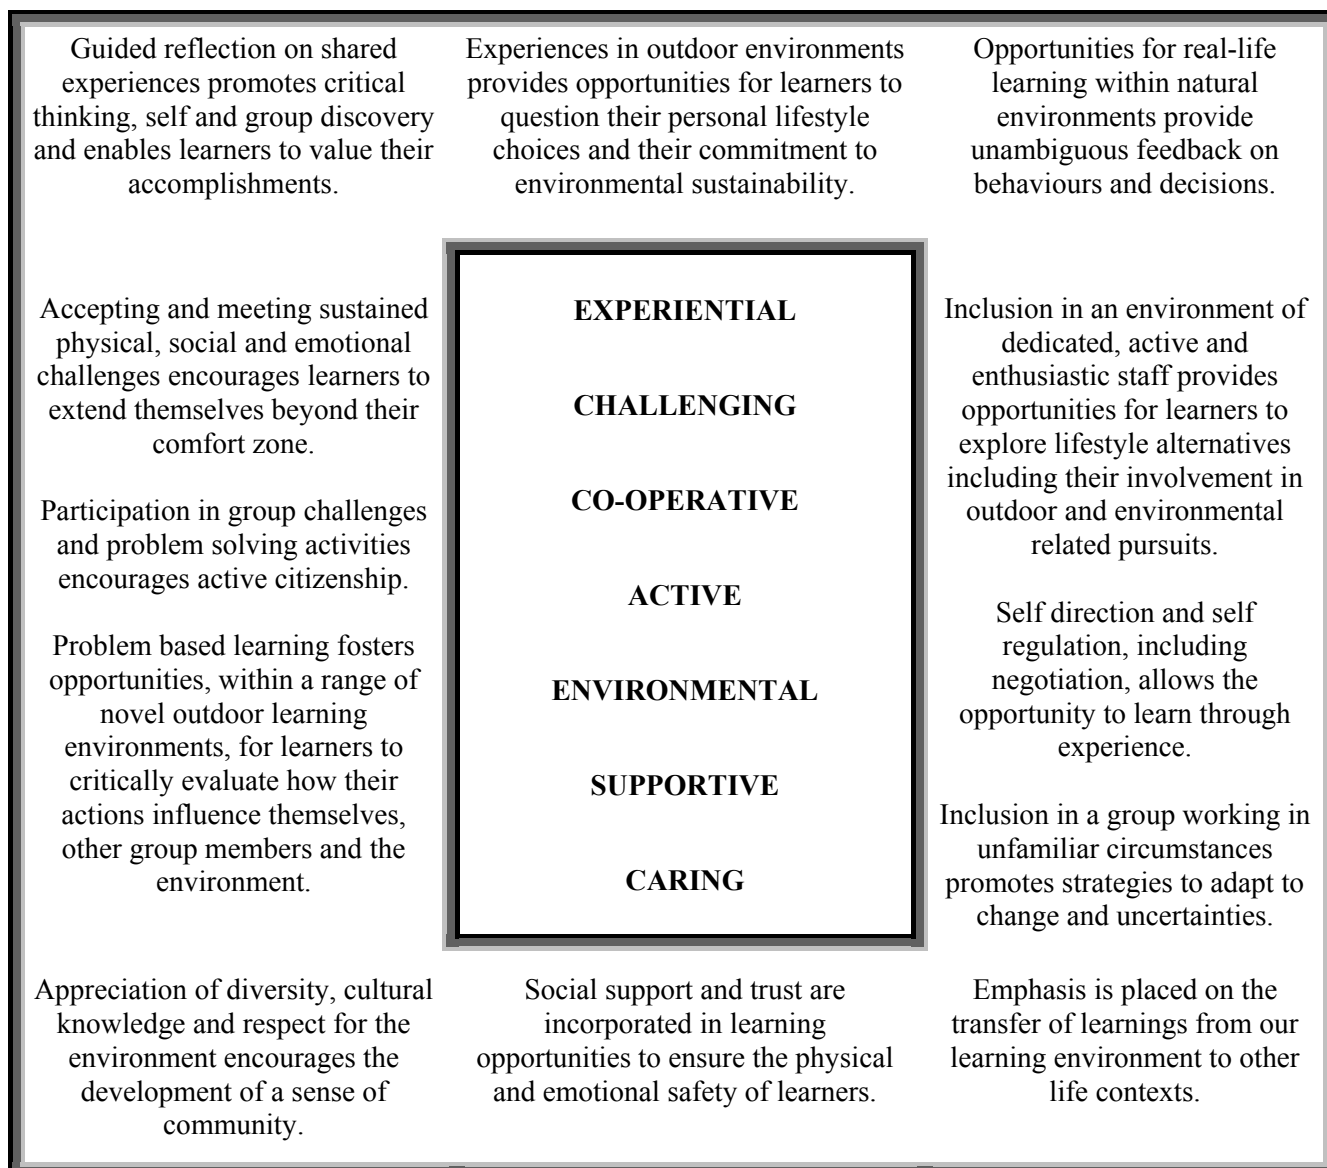 Guided reflection on shared
experiences promotes critical
thinking, self and group discovery
and enables learners to value their
accomplishments.
Experiences in outdoor environments
provides opportunities for learners to
question their personal lifestyle
choices and their commitment to
environmental sustainability.
Opportunities for real-life
learning within natural
environments provide
unambiguous feedback on
behaviours and decisions.
Accepting and meeting sustained
physical, social and emotional
challenges encourages learners to
extend themselves beyond their
comfort zone.
Participation in group challenges
and problem solving activities
encourages active citizenship.
Problem based learning fosters
opportunities, within a range of
novel outdoor learning
environments, for learners to
critically evaluate how their
actions influence themselves,
other group members and the
environment.
EXPERIENTIAL
CHALLENGING
CO-OPERATIVE
ACTIVE
ENVIRONMENTAL
SUPPORTIVE
CARING
Inclusion in an environment of
dedicated, active and
enthusiastic staff provides
opportunities for learners to
explore lifestyle alternatives
including their involvement in
outdoor and environmental
related pursuits.
Self direction and self
regulation, including
negotiation, allows the
opportunity to learn through
experience.
Inclusion in a group working in
unfamiliar circumstances
promotes strategies to adapt to
change and uncertainties.
Appreciation of diversity, cultural
knowledge and respect for the
environment encourages the
development of a sense of
community.
Social support and trust are
incorporated in learning
opportunities to ensure the physical
and emotional safety of learners.
Emphasis is placed on the
transfer of learnings from our
learning environment to other
life contexts.